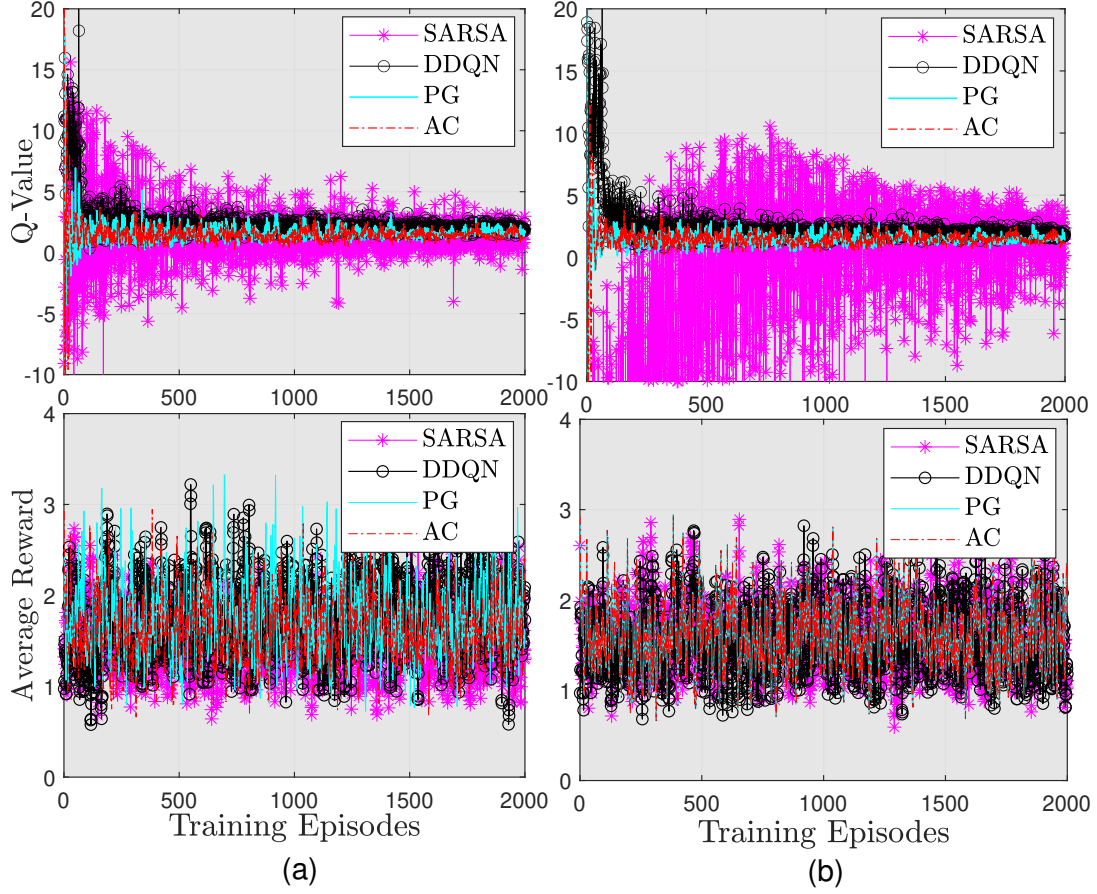 20
15
10
5
0
-5
-10
Q-Value
SARSA
DDQN
PG
AC
0 500 1000 1500 2000
20
15
10
5
0
-5
-10
SARSA
DDQN
PG
AC
0 500 1000 1500 2000
4
3
2
1
0
Average Reward
SARSA
DDQN
PG
AC
0 500 1000 1500 2000
Training Episodes
(a)
4
3
2
1
0
SARSA
DDQN
PG
AC
0 500 1000 1500 2000
Training Episodes
(b)